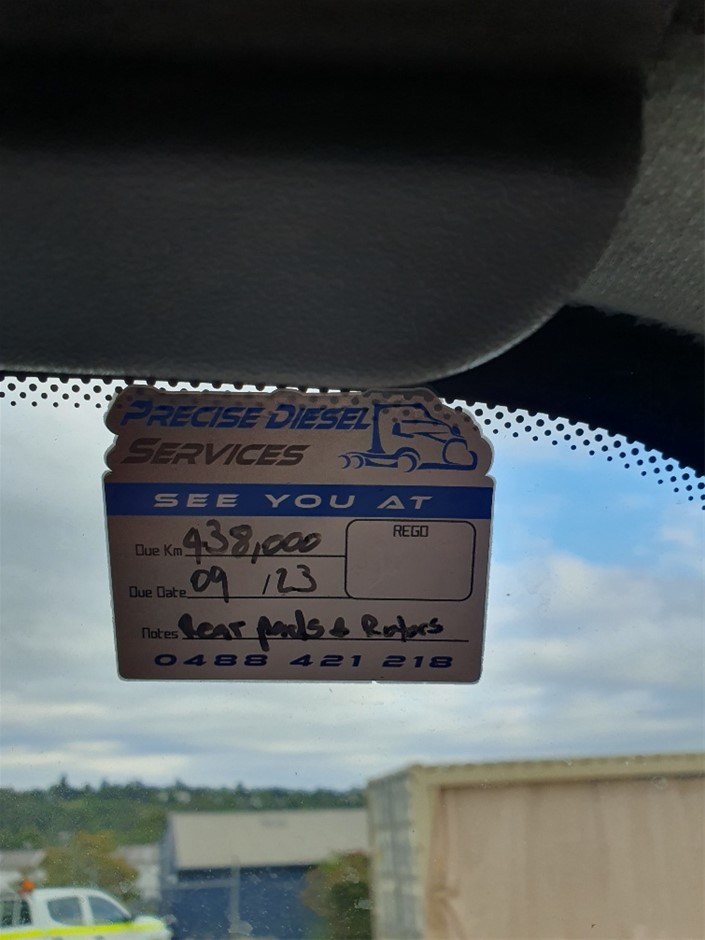 PRECISE DIESEL
SERVICES
SEE YOU AT
REGO
Due Km 438,000
Due Date 09 /23
Notes Rear pads & Rotors
0488 421 218